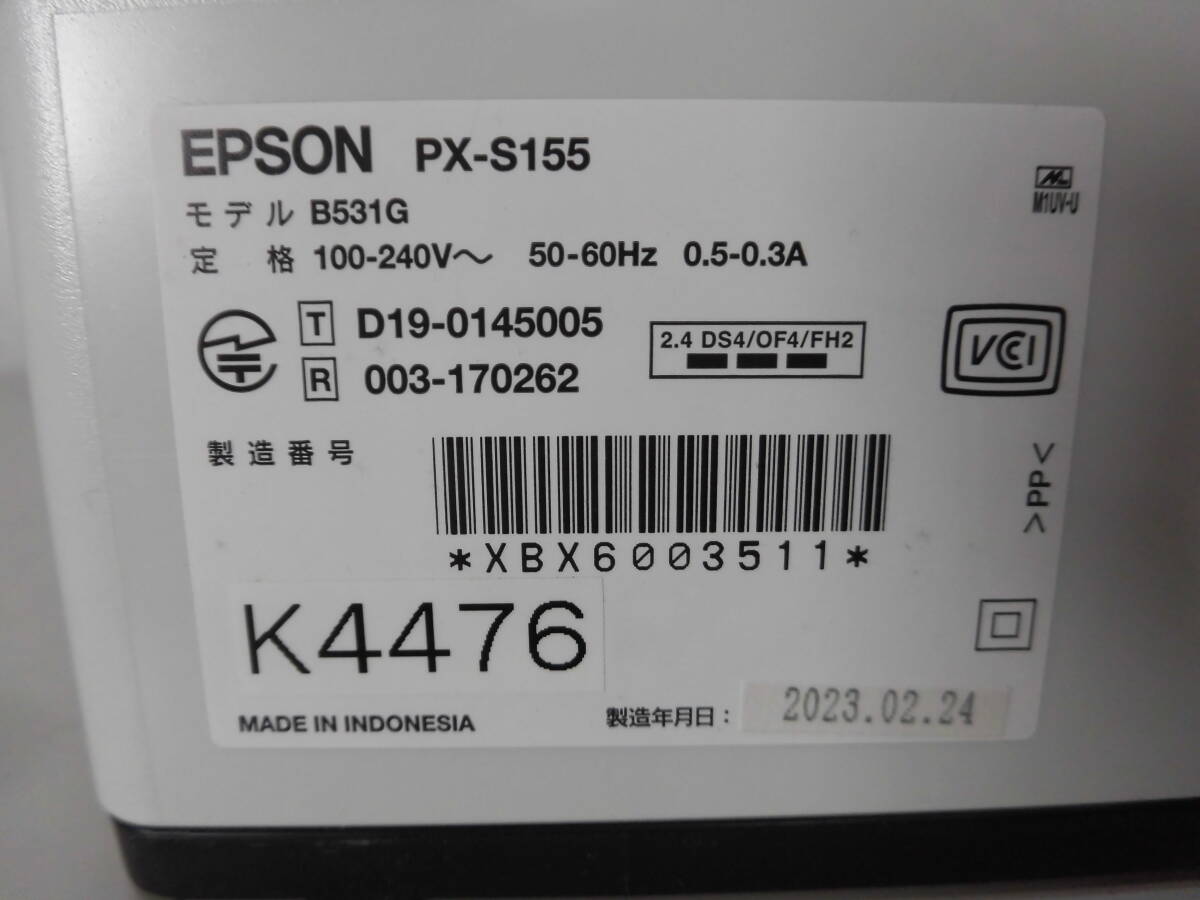 EPSON PX-S155
モデル B531G
定 格 100-240V～ 50-60Hz 0.5-0.3A
M1UV-U
T D19-0145005
R 003-170262
2.4 DS4/OF4/FH2
VCCI
製造番号
*XBX6003511*
>PP<
K4476
MADE IN INDONESIA
製造年月日： 2023.02.24